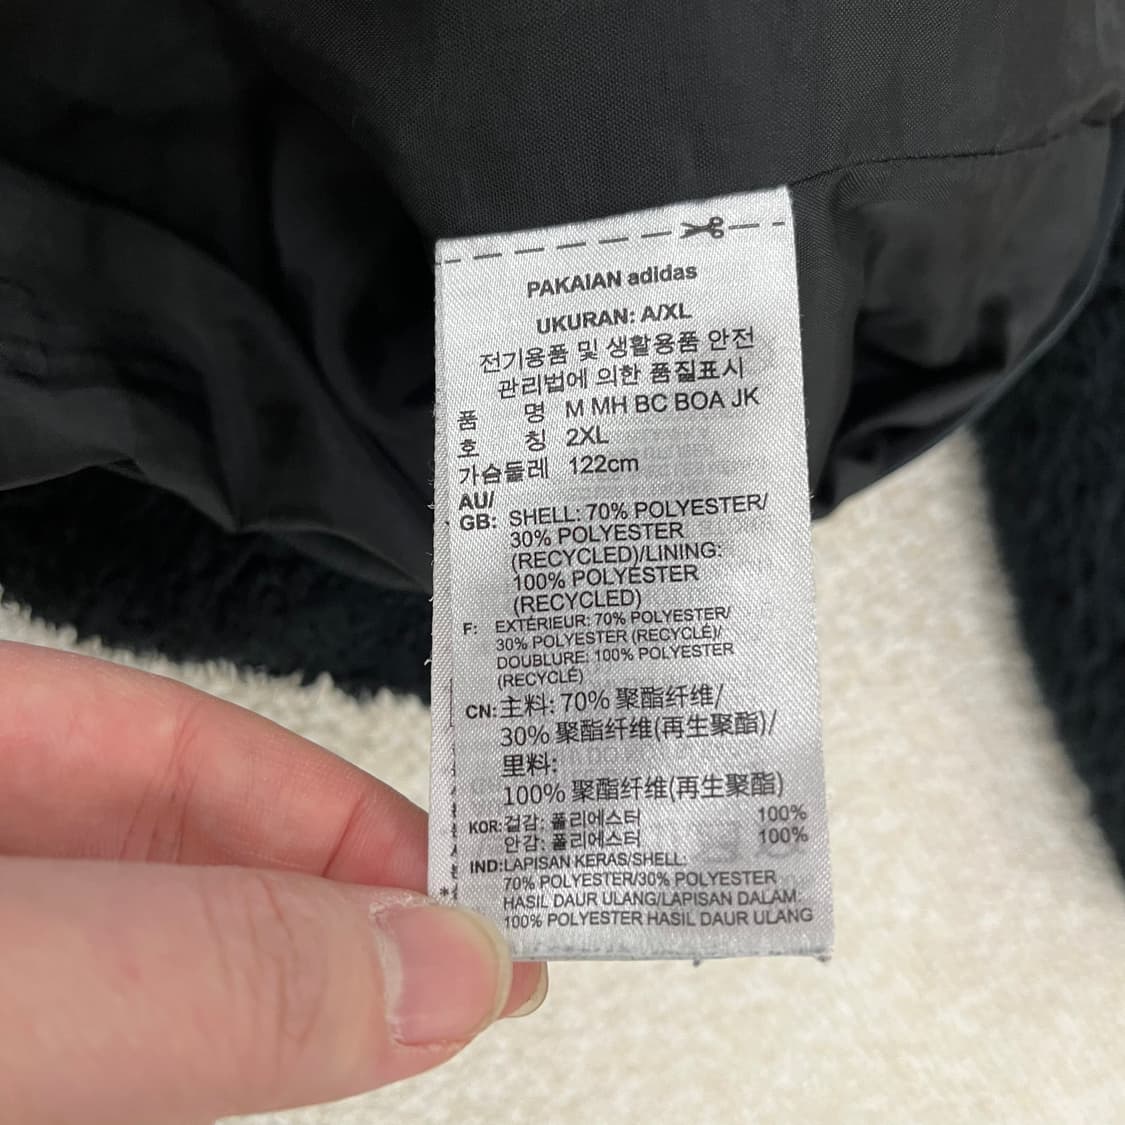 PAKAIAN adidas
UKURAN: A/XL
전기용품 및 생활용품 안전
관리법에 의한 품질표시
품 명 M MH BC BOA JK
호 칭 2XL
가슴둘레 122cm
AU/
GB: SHELL: 70% POLYESTER/
30% POLYESTER
(RECYCLED)/LINING:
100% POLYESTER
(RECYCLED)
F: EXTÉRIEUR: 70% POLYESTER/
30% POLYESTER (RECYCLÉ)/
DOUBLURE: 100% POLYESTER
(RECYCLÉ)
CN: 主料: 70% 聚酯纤维/
30% 聚酯纤维(再生聚酯)/
里料:
100% 聚酯纤维(再生聚酯)
KOR: 겉감: 폴리에스터 100%
안감: 폴리에스터 100%
IND: LAPISAN KERAS/SHELL:
70% POLYESTER/30% POLYESTER
HASIL DAUR ULANG/LAPISAN DALAM:
100% POLYESTER HASIL DAUR ULANG